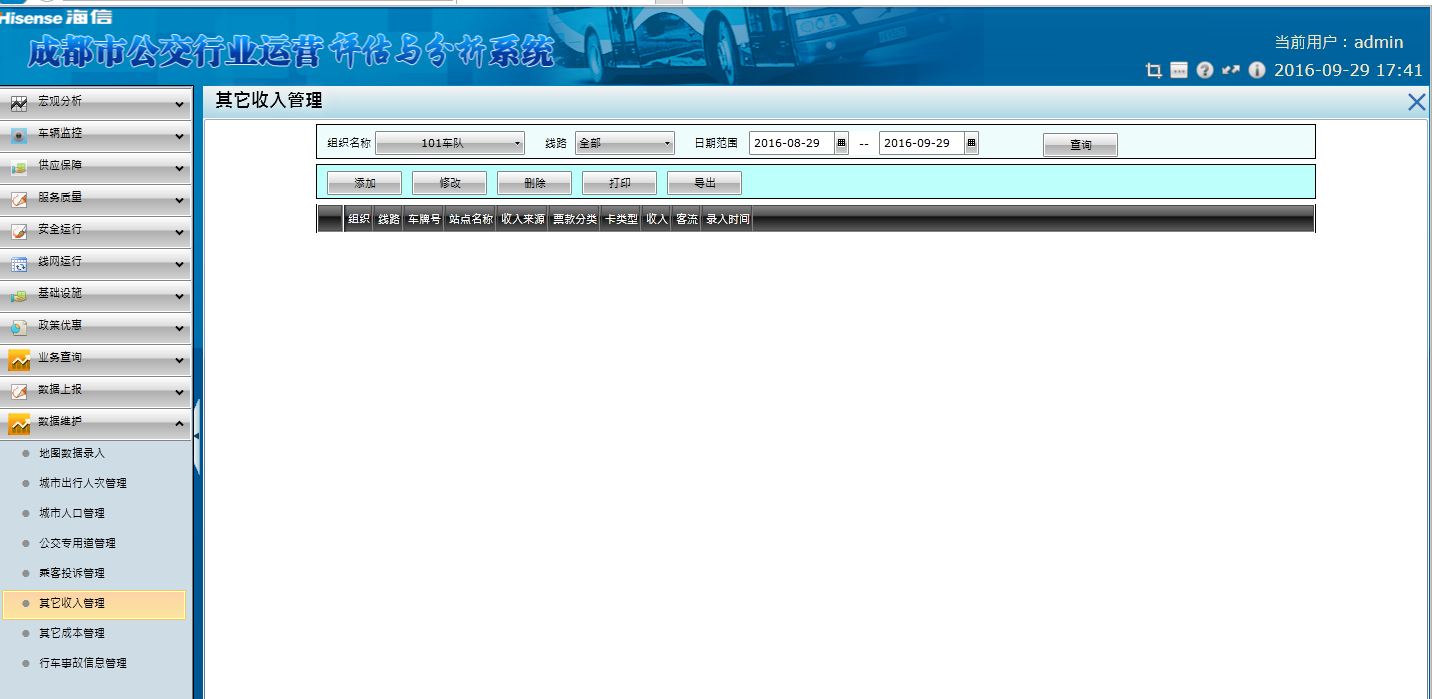 Hisense 海信
成都市公交行业运营评估与分析系统
当前用户：admin
2016-09-29 17:41
宏观分析
车辆监控
供应保障
服务质量
安全运行
线网运行
基础设施
政策优惠
业务查询
数据上报
数据维护
地图数据录入
城市出行人次管理
城市人口管理
公交专用道管理
乘客投诉管理
其它收入管理
其它成本管理
行车事故信息管理
其它收入管理
组织名称 101车队 线路 全部 日期范围 2016-08-29 -- 2016-09-29 查询
添加 修改 删除 打印 导出
组织 线路 车牌号 站点名称 收入来源 票款分类 卡类型 收入 客流 录入时间